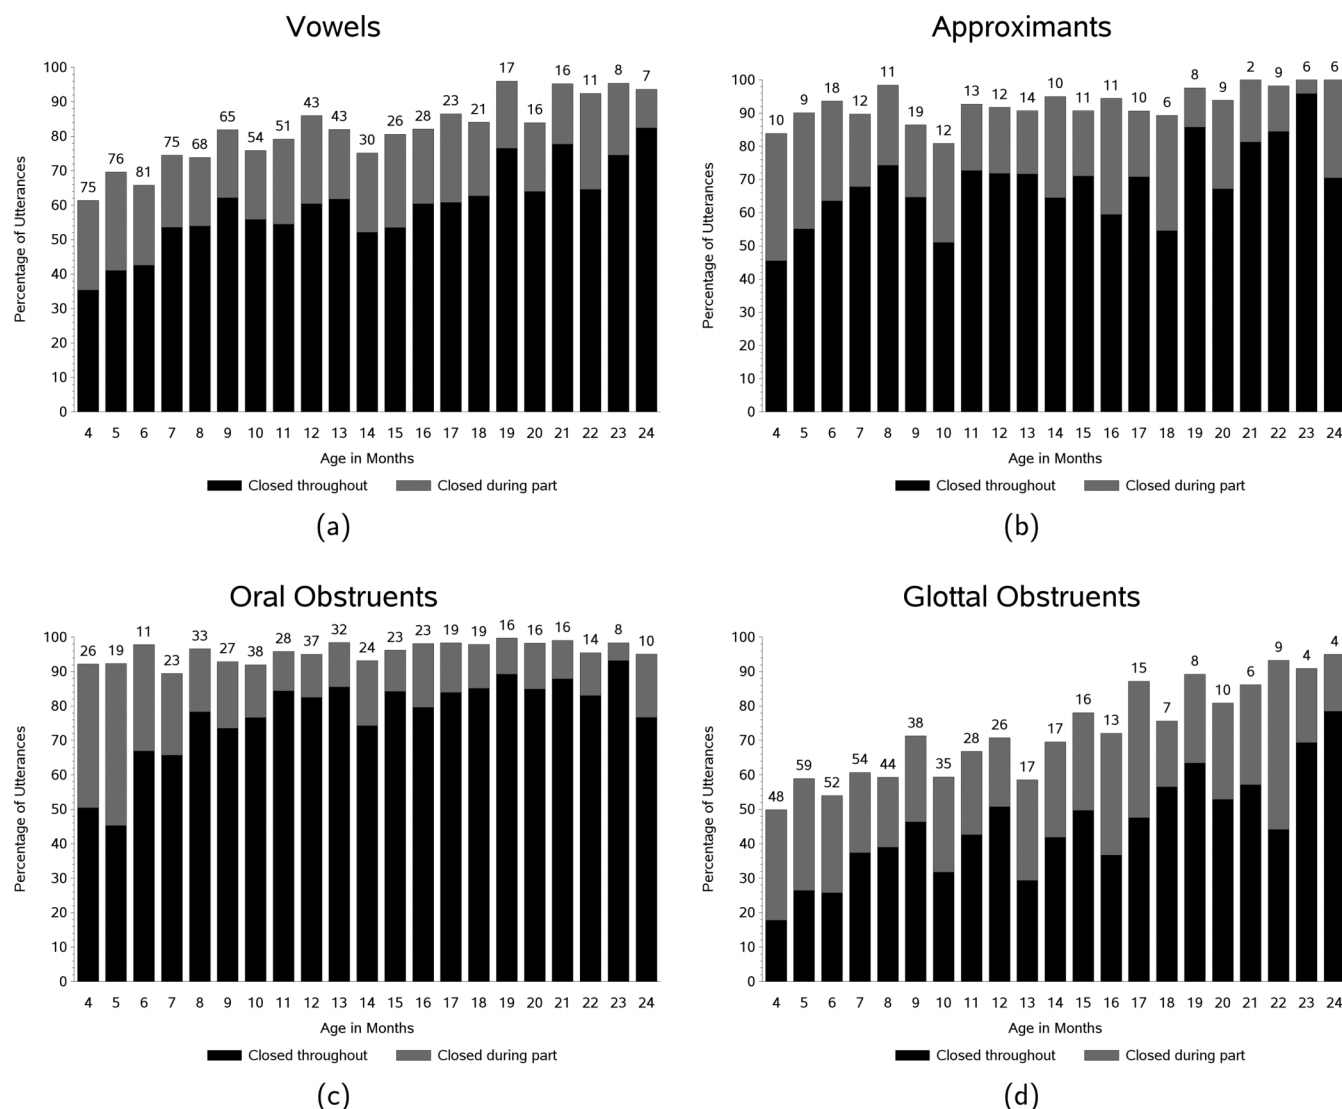 Vowels
100
90
80
70
60
50
40
30
20
10
0
Percentage of Utterances
75 76 81 75 68 65 54 51 43 43 30 26 28 23 21 17 16 16 11 8 7
4 5 6 7 8 9 10 11 12 13 14 15 16 17 18 19 20 21 22 23 24
Age in Months
Closed throughout Closed during part
(a)
Approximants
100
90
80
70
60
50
40
30
20
10
0
Percentage of Utterances
10 9 18 12 11 19 12 13 12 14 10 11 11 10 6 8 9 2 9 6 6
4 5 6 7 8 9 10 11 12 13 14 15 16 17 18 19 20 21 22 23 24
Age in Months
Closed throughout Closed during part
(b)
Oral Obstruents
100
90
80
70
60
50
40
30
20
10
0
Percentage of Utterances
26 19 11 23 33 27 38 28 37 32 24 23 23 19 19 16 16 16 14 8 10
4 5 6 7 8 9 10 11 12 13 14 15 16 17 18 19 20 21 22 23 24
Age in Months
Closed throughout Closed during part
(c)
Glottal Obstruents
100
90
80
70
60
50
40
30
20
10
0
Percentage of Utterances
48 59 52 54 44 38 35 28 26 17 17 16 13 15 7 8 10 6 9 4 4
4 5 6 7 8 9 10 11 12 13 14 15 16 17 18 19 20 21 22 23 24
Age in Months
Closed throughout Closed during part
(d)